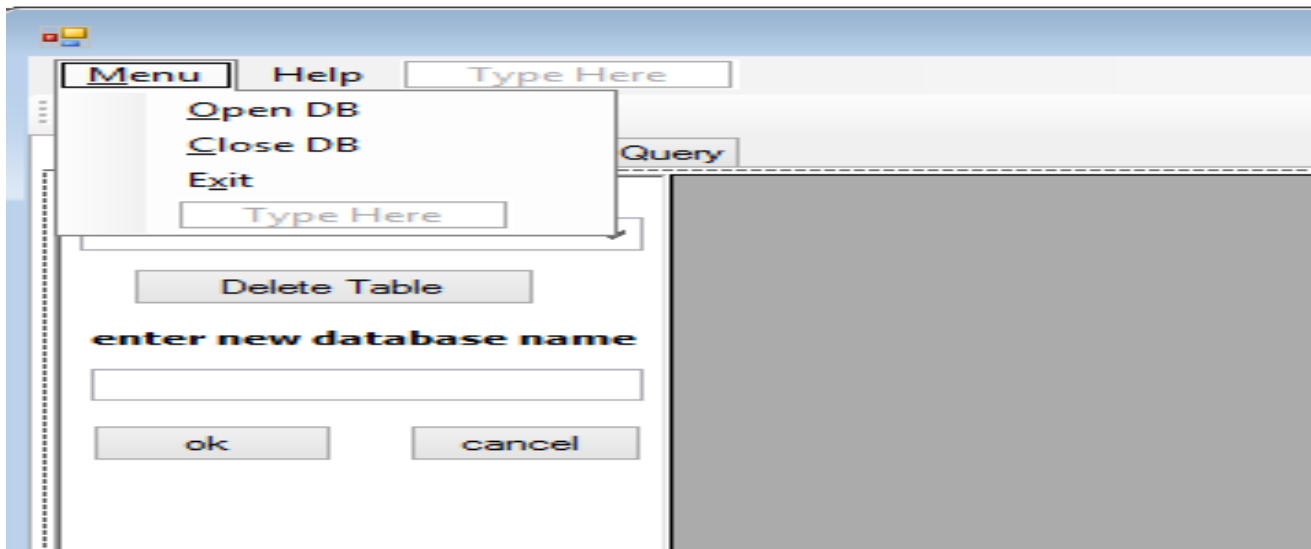 Menu Help Type Here
Open DB
Close DB
Query
Exit
Type Here
Delete Table
enter new database name
ok cancel